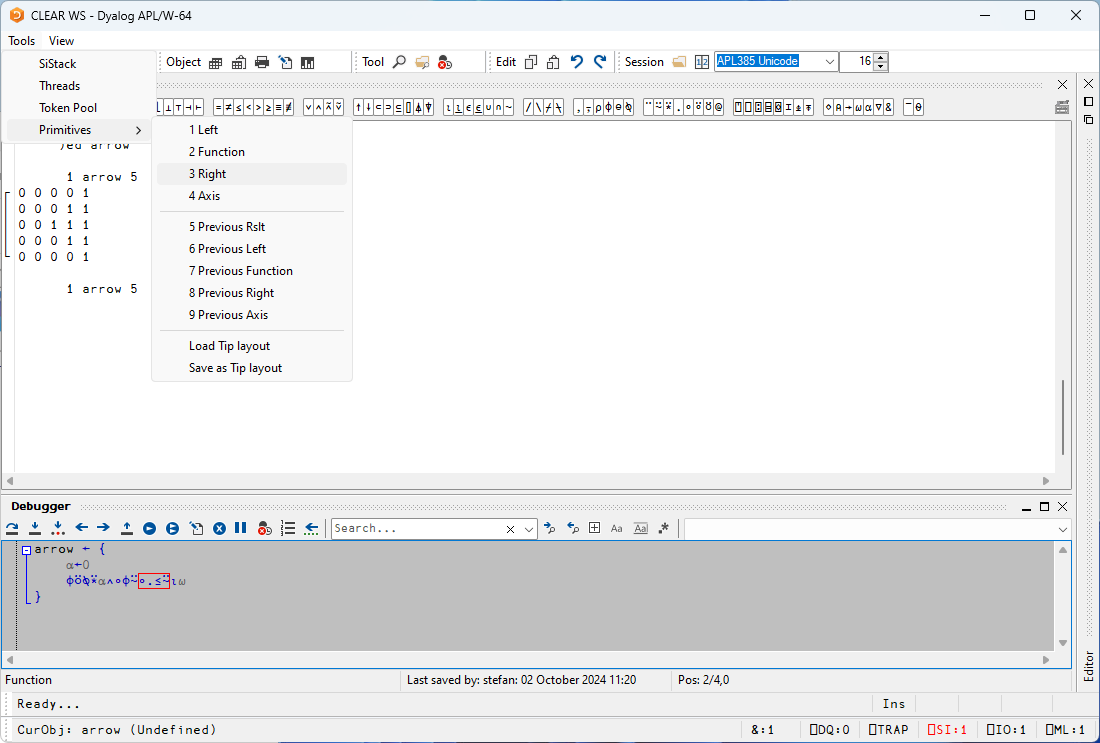 CLEAR WS - Dyalog APL/W-64
Tools View
Object Tool Edit Session APL385 Unicode 16
SiStack
Threads
Token Pool
Primitives
1 Left
2 Function
3 Right
4 Axis
5 Previous Rslt
6 Previous Left
7 Previous Function
8 Previous Right
9 Previous Axis
Load Tip layout
Save as Tip layout
)ed arrow
1 arrow 5
0 0 0 0 1
0 0 0 1 1
0 0 1 1 1
0 0 0 1 1
0 0 0 0 1
1 arrow 5
Debugger
Search...
Aa Aa
arrow ← {
⍺←0
∘.≤⍨⍳⍵
}
Editor
Function Last saved by: stefan: 02 October 2024 11:20 Pos: 2/4,0
Ready... Ins
CurObj: arrow (Undefined) &:1 ⎕DQ:0 ⎕TRAP ⎕SI:1 ⎕IO:1 ⎕ML:1